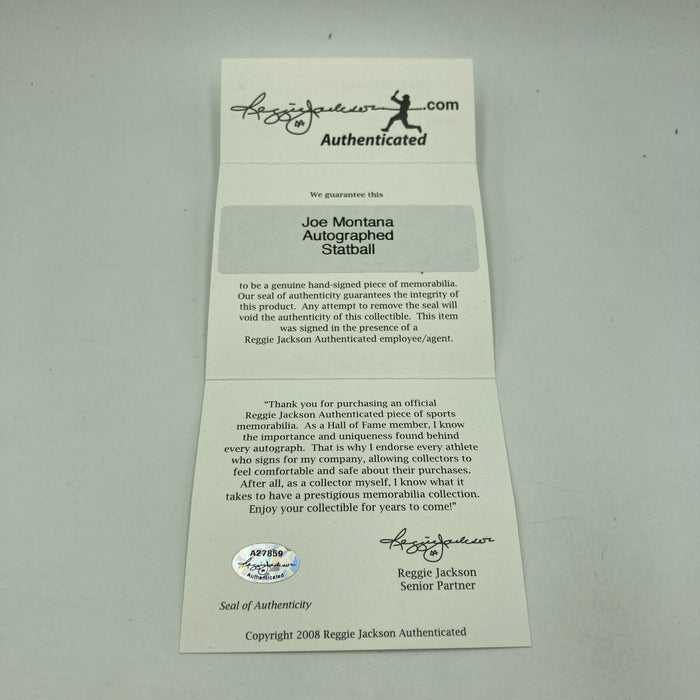 Reggie Jackson .com
Authenticated
We guarantee this
Joe Montana
Autographed
Statball
to be a genuine hand-signed piece of memorabilia.
Our seal of authenticity guarantees the integrity of
this product. Any attempt to remove the seal will
void the authenticity of this collectible. This item
was signed in the presence of a
Reggie Jackson Authenticated employee/agent.
"Thank you for purchasing an official
Reggie Jackson Authenticated piece of sports
memorabilia. As a Hall of Fame member, I know
the importance and uniqueness found behind
every autograph. That is why I endorse every athlete
who signs for my company, allowing collectors to
feel comfortable and safe about their purchases.
After all, as a collector myself, I know what it
takes to have a prestigious memorabilia collection.
Enjoy your collectible for years to come!"
Reggie Jackson
A27859
Reggie Jackson
Authenticated
Reggie Jackson
Senior Partner
Seal of Authenticity
Copyright 2008 Reggie Jackson Authenticated